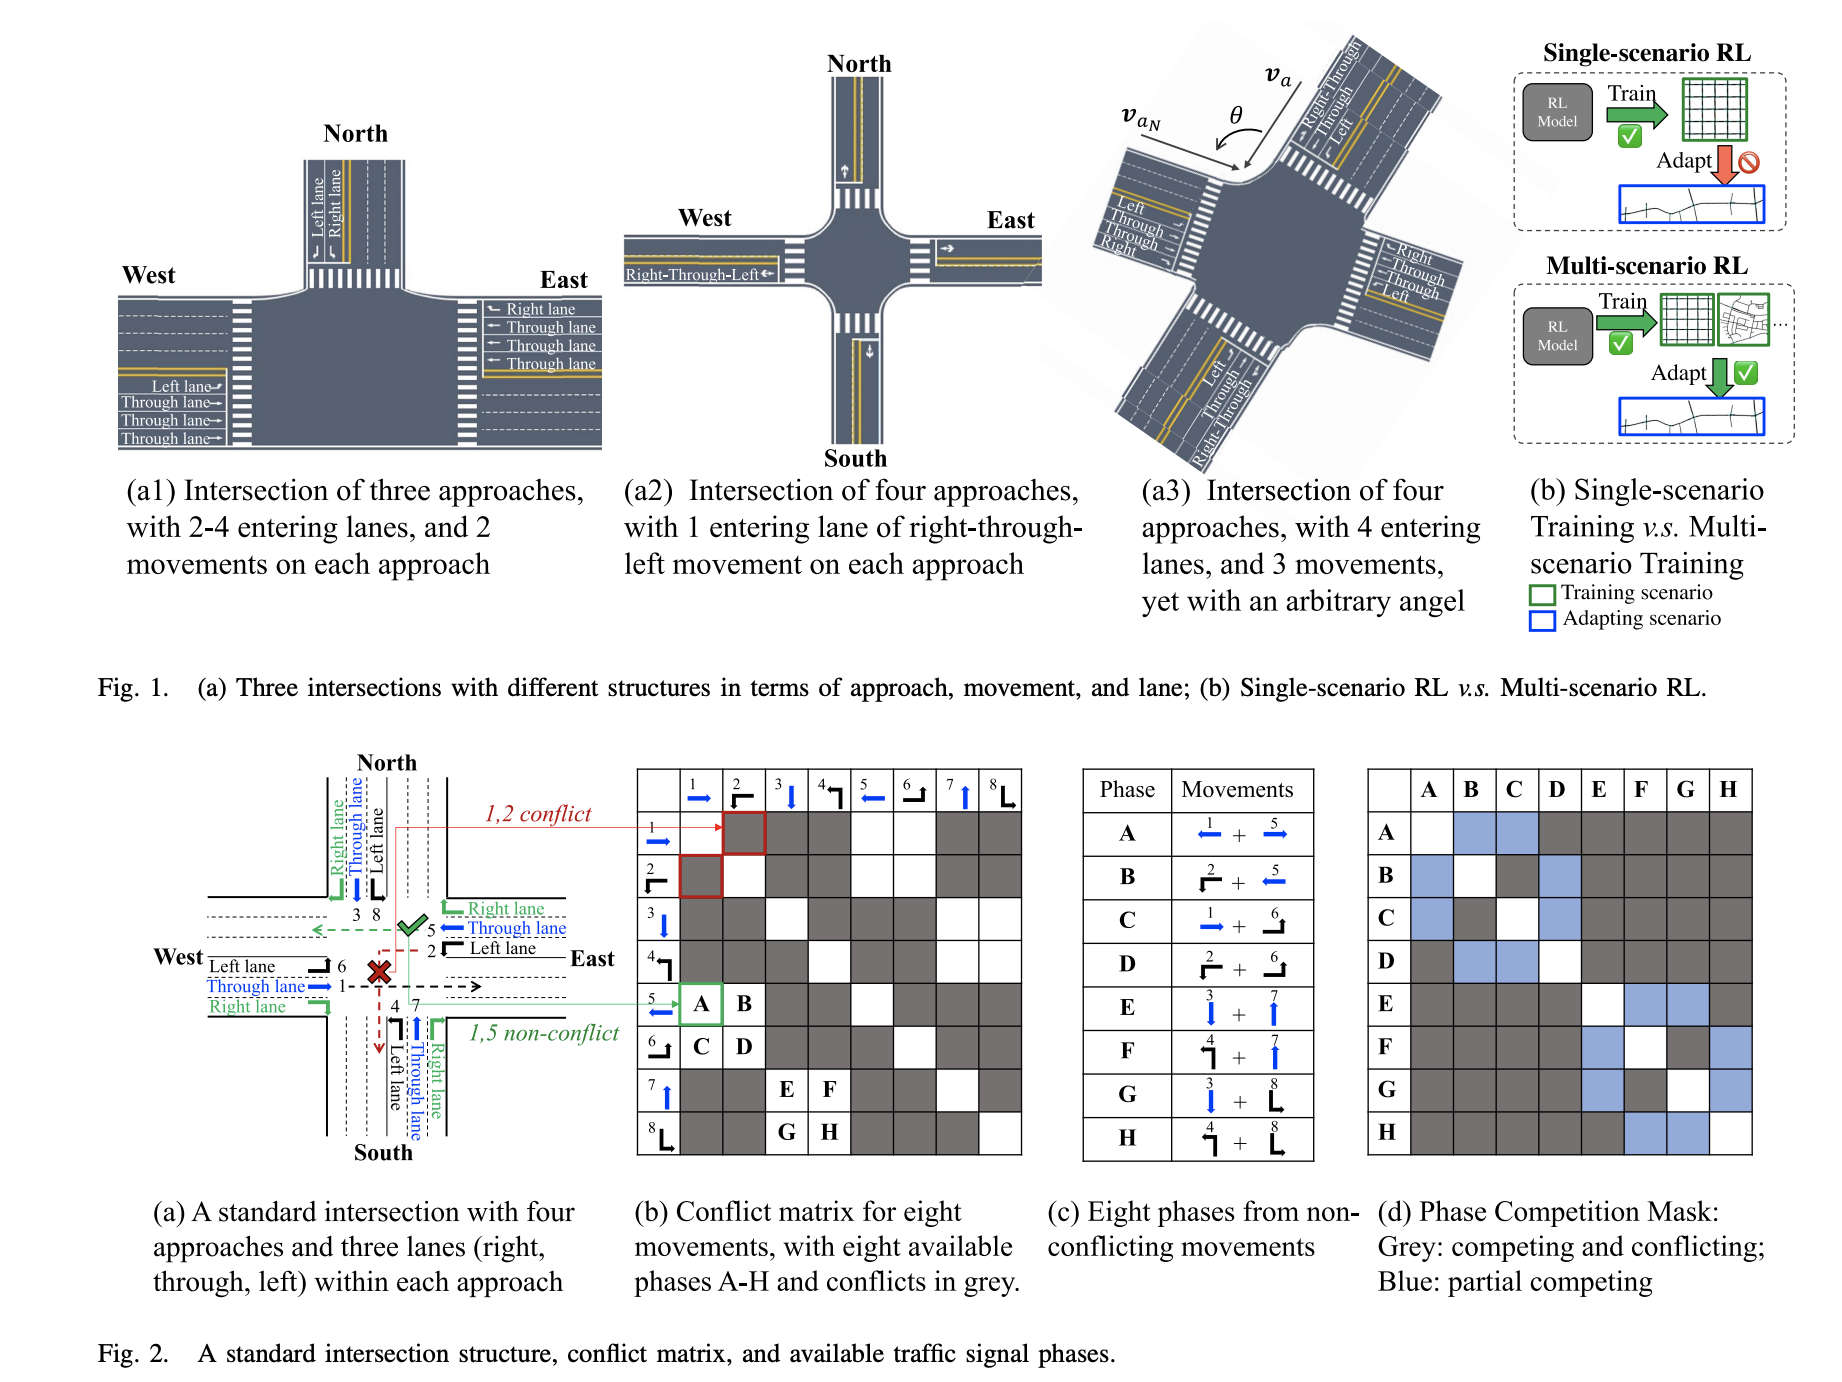 North
West
East
Left lane
Right lane
Right lane
Through lane
Through lane
Through lane
Left lane
Through lane
Through lane
Through lane
(a1) Intersection of three approaches,
with 2-4 entering lanes, and 2
movements on each approach
North
West
East
Right-Through-Left
South
(a2) Intersection of four approaches,
with 1 entering lane of right-through-
left movement on each approach
v_a
v_{a_N}
θ
Right-Through
Through
Left
Left
Through
Through
Right
Right
Through
Through
Left
Left
Through
Right-Through
(a3) Intersection of four
approaches, with 4 entering
lanes, and 3 movements,
yet with an arbitrary angel
Single-scenario RL
RL
Model
Train
Adapt
Multi-scenario RL
RL
Model
Train
...
Adapt
(b) Single-scenario
Training v.s. Multi-
scenario Training
Training scenario
Adapting scenario
Fig. 1. (a) Three intersections with different structures in terms of approach, movement, and lane; (b) Single-scenario RL v.s. Multi-scenario RL.
North
Right lane
Through lane
Left lane
3 8
Right lane
5 Through lane
2 Left lane
West
East
Left lane 6
Through lane 1
Right lane
4 7
Left lane
Through lane
Right lane
South
1,2 conflict
1,5 non-conflict
(a) A standard intersection with four
approaches and three lanes (right,
through, left) within each approach
1 2 3 4 5 6 7 8
1
2
3
4
5 A B
6 C D
7 E F
8 G H
(b) Conflict matrix for eight
movements, with eight available
phases A-H and conflicts in grey.
Phase Movements
A 1 + 5
B 2 + 5
C 1 + 6
D 2 + 6
E 3 + 7
F 4 + 7
G 3 + 8
H 4 + 8
(c) Eight phases from non-
conflicting movements
A B C D E F G H
A
B
C
D
E
F
G
H
(d) Phase Competition Mask:
Grey: competing and conflicting;
Blue: partial competing
Fig. 2. A standard intersection structure, conflict matrix, and available traffic signal phases.